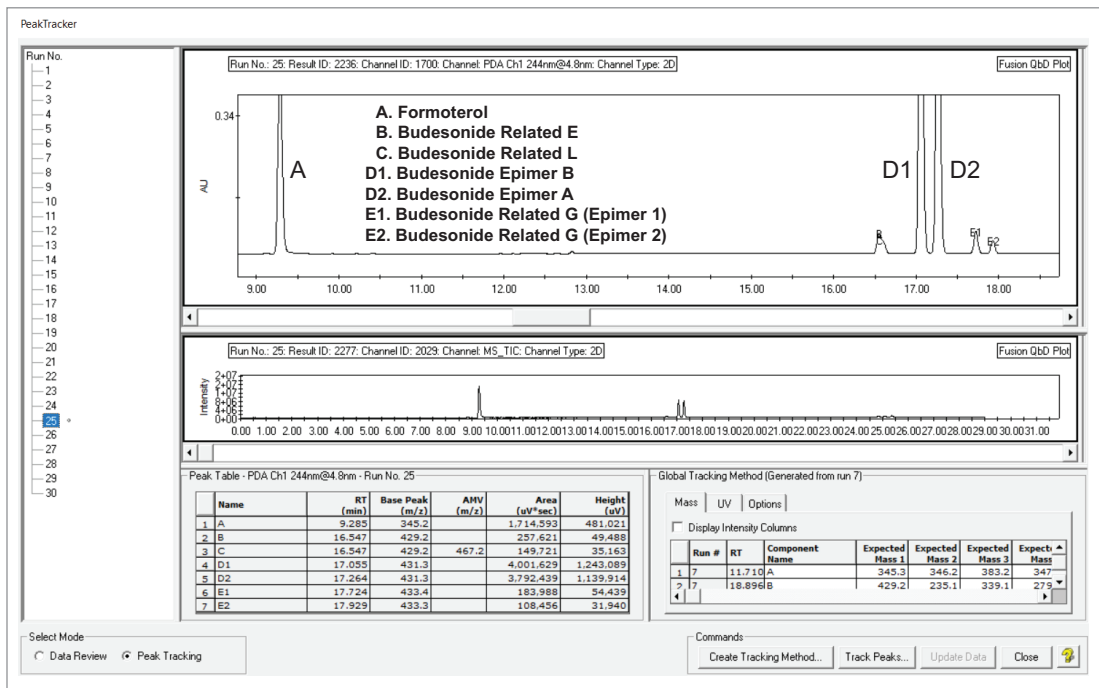 PeakTracker
Run No.
1
2
3
4
5
6
7
8
9
10
11
12
13
14
15
16
17
18
19
20
21
22
23
24
25
26
27
28
29
30
Run No.: 25: Result ID: 2236: Channel ID: 1700: Channel: PDA Ch1 244nm@4.8nm: Channel Type: 2D
Fusion QbD Plot
0.34
AU
A. Formoterol
B. Budesonide Related E
C. Budesonide Related L
D1. Budesonide Epimer B
D2. Budesonide Epimer A
E1. Budesonide Related G (Epimer 1)
E2. Budesonide Related G (Epimer 2)
A
D1
D2
B
C
E1
E2
9.00 10.00 11.00 12.00 13.00 14.00 15.00 16.00 17.00 18.00
Run No.: 25: Result ID: 2277: Channel ID: 2029: Channel: MS_TIC: Channel Type: 2D
Fusion QbD Plot
Intensity
2+07
2+07
1+07
8+06
4+06
0+00
0.00 1.00 2.00 3.00 4.00 5.00 6.00 7.00 8.00 9.00 10.00 11.00 12.00 13.00 14.00 15.00 16.00 17.00 18.00 19.00 20.00 21.00 22.00 23.00 24.00 25.00 26.00 27.00 28.00 29.00 30.00 31.00
Peak Table - PDA Ch1 244nm@4.8nm - Run No. 25
Name RT (min) Base Peak (m/z) AMV (m/z) Area (uV*sec) Height (uV)
1 A 9.285 345.2 1,714,593 481,021
2 B 16.547 429.2 257,621 49,488
3 C 16.547 429.2 467.2 149,721 35,163
4 D1 17.055 431.3 4,001,629 1,243,089
5 D2 17.264 431.3 3,792,439 1,139,914
6 E1 17.724 433.4 183,988 54,439
7 E2 17.929 433.3 108,456 31,940
Global Tracking Method (Generated from run 7)
Mass UV Options
Display Intensity Columns
Run # RT Component Name Expected Mass 1 Expected Mass 2 Expected Mass 3 Mass
1 7 11.710 A 345.3 346.2 383.2 347
2 7 18.896 B 429.2 235.1 339.1 279
Select Mode
Data Review Peak Tracking
Commands
Create Tracking Method... Track Peaks... Update Data Close ?